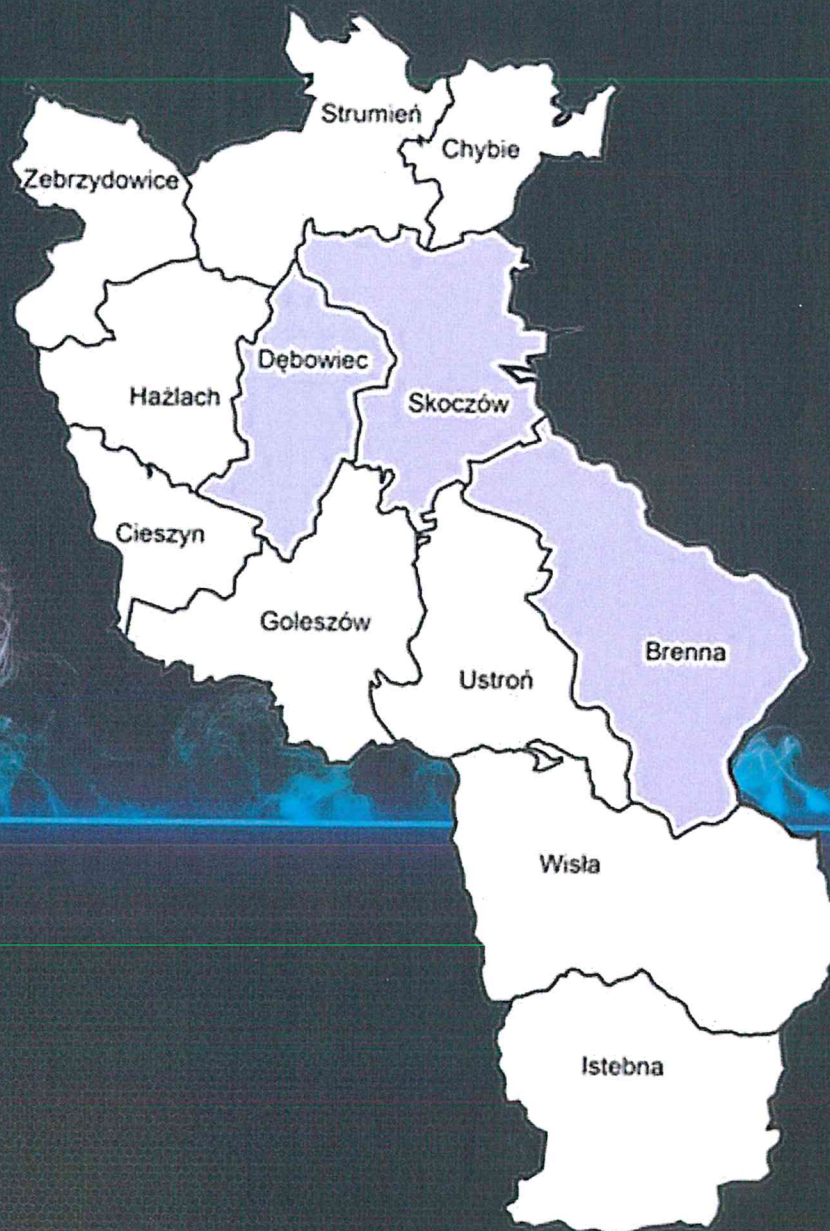 Strumień
Chybie
Zebrzydowice
Dębowiec
Hażlach
Skoczów
Cieszyn
Goleszów
Brenna
Ustroń
Wisła
Istebna